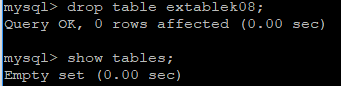 mysql> drop table extablek08;
Query OK, 0 rows affected (0.00 sec)
mysql> show tables;
Empty set (0.00 sec)